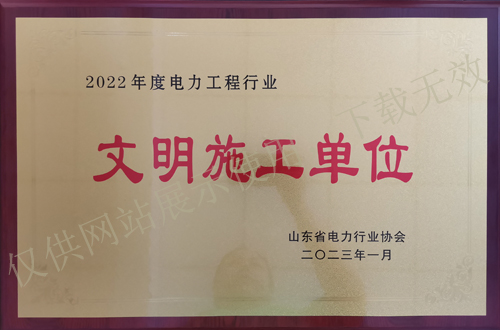 2022年度电力工程行业
文明施工单位
山东省电力行业协会
二〇二三年一月
仅供网站展示使用 下载无效